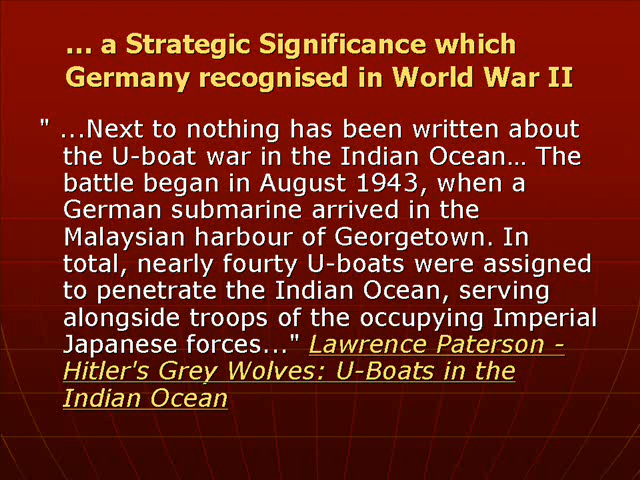 ... a Strategic Significance which
Germany recognised in World War II
" ...Next to nothing has been written about
the U-boat war in the Indian Ocean... The
battle began in August 1943, when a
German submarine arrived in the
Malaysian harbour of Georgetown. In
total, nearly fourty U-boats were assigned
to penetrate the Indian Ocean, serving
alongside troops of the occupying Imperial
Japanese forces..." Lawrence Paterson -
Hitler's Grey Wolves: U-Boats in the
Indian Ocean